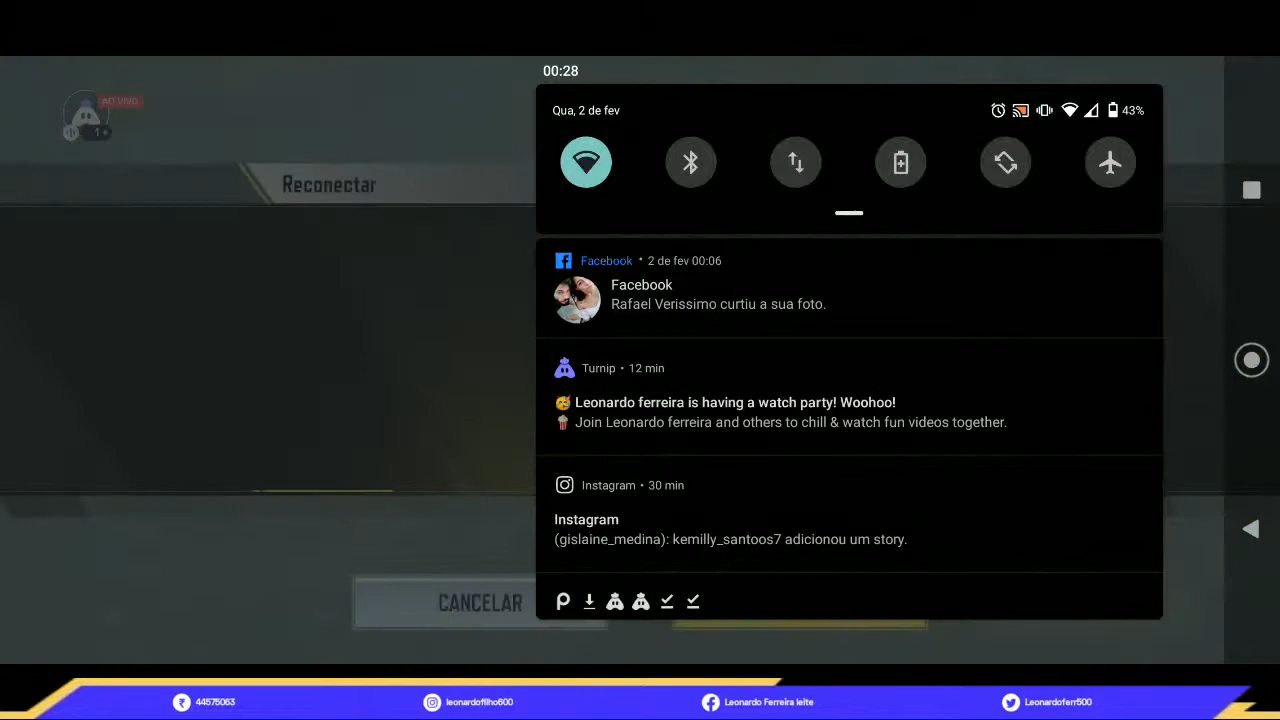 00:28
Qua, 2 de fev
43%
AO VIVO
1
Reconectar
Facebook • 2 de fev 00:06
Facebook
Rafael Verissimo curtiu a sua foto.
Turnip • 12 min
Leonardo ferreira is having a watch party! Woohoo!
Join Leonardo ferreira and others to chill & watch fun videos together.
Instagram • 30 min
Instagram
(gislaine_medina): kemilly_santoos7 adicionou um story.
CANCELAR
44575063
leonardofilho600
Leonardo Ferreira leite
Leonardoferr500